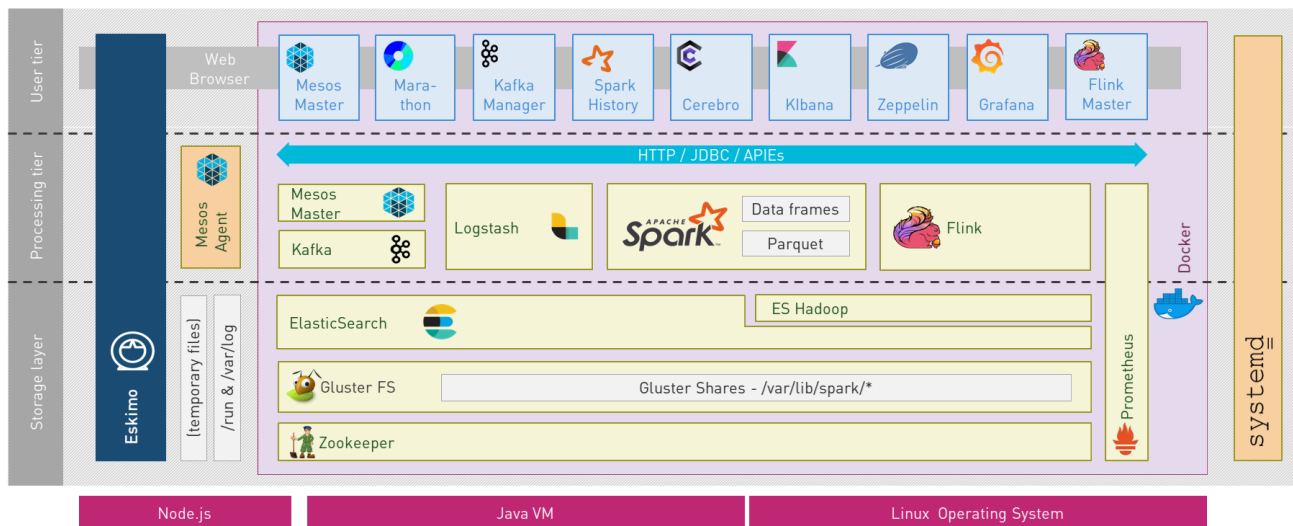 User tier
Web
Browser
Mesos
Master
Mara-
thon
Kafka
Manager
Spark
History
Cerebro
KIbana
Zeppelin
Grafana
Flink
Master
Processing tier
HTTP / JDBC / APIEs
Mesos
Agent
Mesos
Master
Kafka
Logstash
APACHE
Spark
TM
Data frames
Parquet
Flink
Docker
Storage layer
Eskimo
(temporary files)
/run & /var/log
ElasticSearch
ES Hadoop
Gluster FS
Gluster Shares - /var/lib/spark/*
Zookeeper
Prometheus
systemd
Node.js
Java VM
Linux Operating System